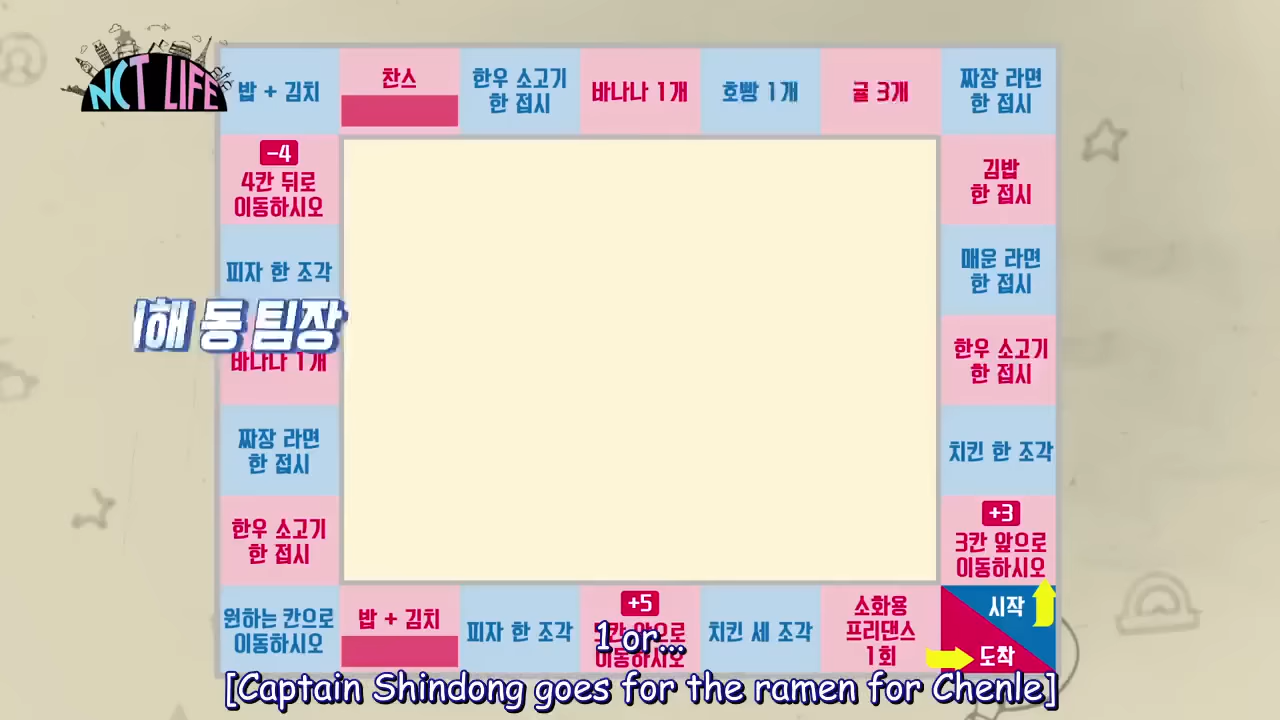 NCT LIFE
밥 + 김치
찬스
한우 소고기
한 접시
바나나 1개
호빵 1개
귤 3개
짜장 라면
한 접시
-4
4칸 뒤로
이동하시오
김밥
한 접시
피자 한 조각
매운 라면
한 접시
해 동 팀장
바나나 1개
한우 소고기
한 접시
짜장 라면
한 접시
치킨 한 조각
한우 소고기
한 접시
+3
3칸 앞으로
이동하시오
원하는 칸으로
이동하시오
밥 + 김치
피자 한 조각
+5
앞으로
이동하시오
치킨 세 조각
소화용
프리댄스
1회
시작
도착
1 or...
[Captain Shindong goes for the ramen for Chenle]